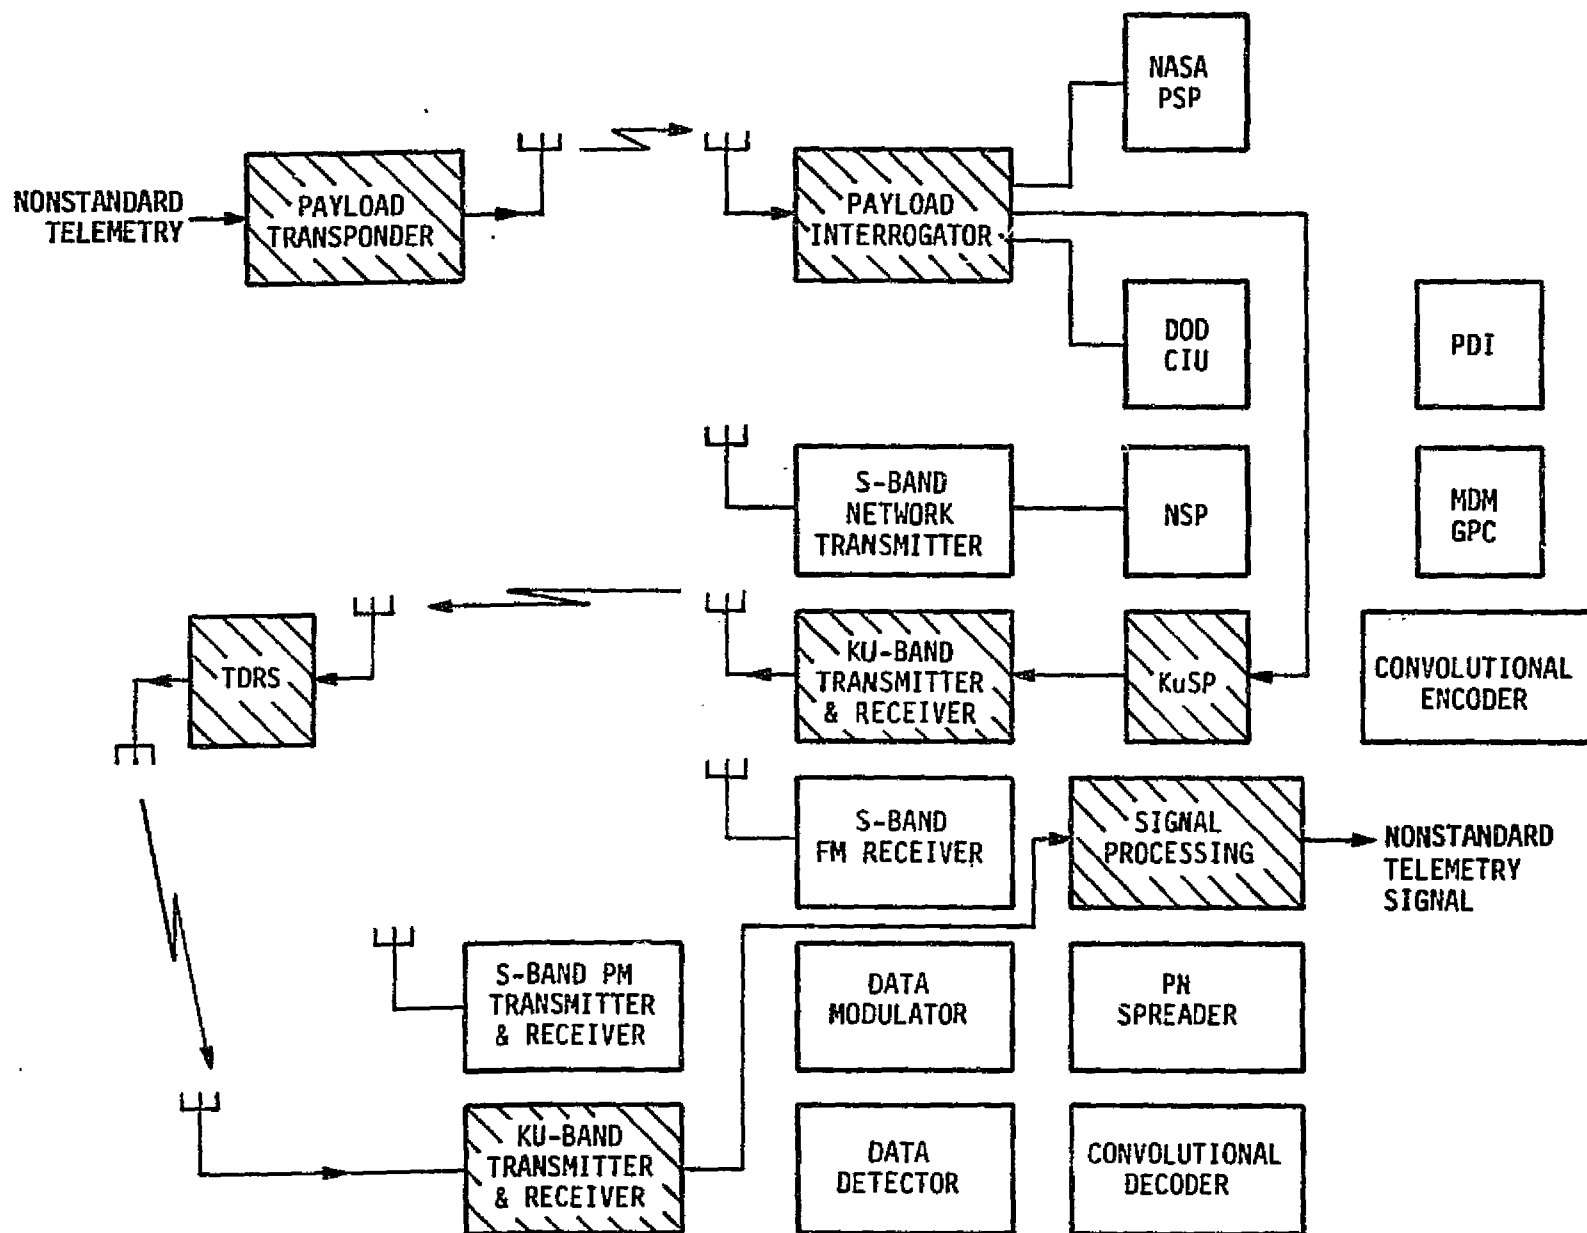 NASA
PSP
NONSTANDARD
TELEMETRY
PAYLOAD
TRANSPONDER
PAYLOAD
INTERROGATOR
DOD
CIU
PDI
S-BAND
NETWORK
TRANSMITTER
NSP
MDM
GPC
TDRS
KU-BAND
TRANSMITTER
& RECEIVER
KuSP
CONVOLUTIONAL
ENCODER
S-BAND
FM RECEIVER
SIGNAL
PROCESSING
NONSTANDARD
TELEMETRY
SIGNAL
S-BAND PM
TRANSMITTER
& RECEIVER
DATA
MODULATOR
PN
SPREADER
KU-BAND
TRANSMITTER
& RECEIVER
DATA
DETECTOR
CONVOLUTIONAL
DECODER